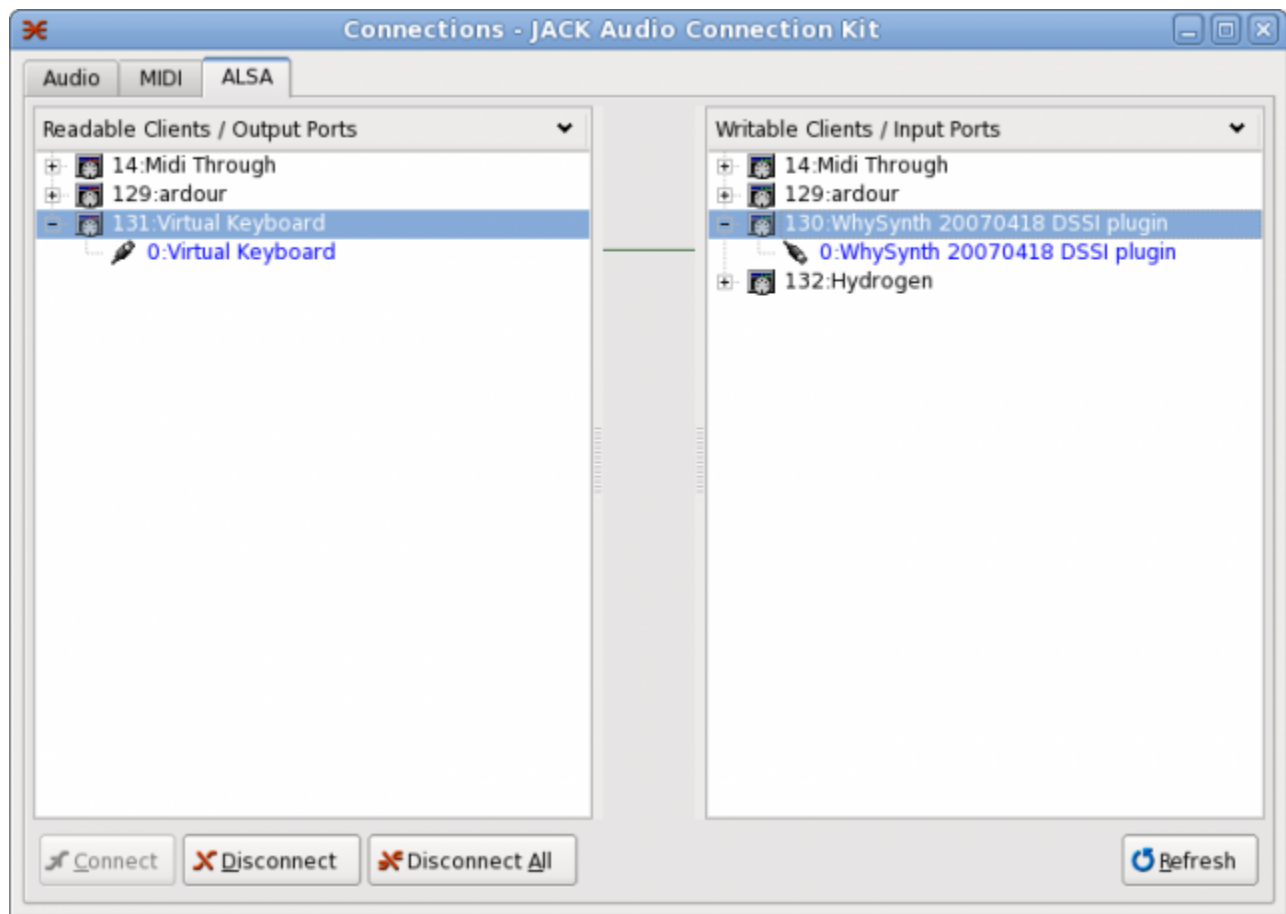 Connections - JACK Audio Connection Kit
Audio MIDI ALSA
Readable Clients / Output Ports
14:Midi Through
129:ardour
131:Virtual Keyboard
0:Virtual Keyboard
Writable Clients / Input Ports
14:Midi Through
129:ardour
130:WhySynth 20070418 DSSI plugin
0:WhySynth 20070418 DSSI plugin
132:Hydrogen
Connect Disconnect Disconnect All Refresh